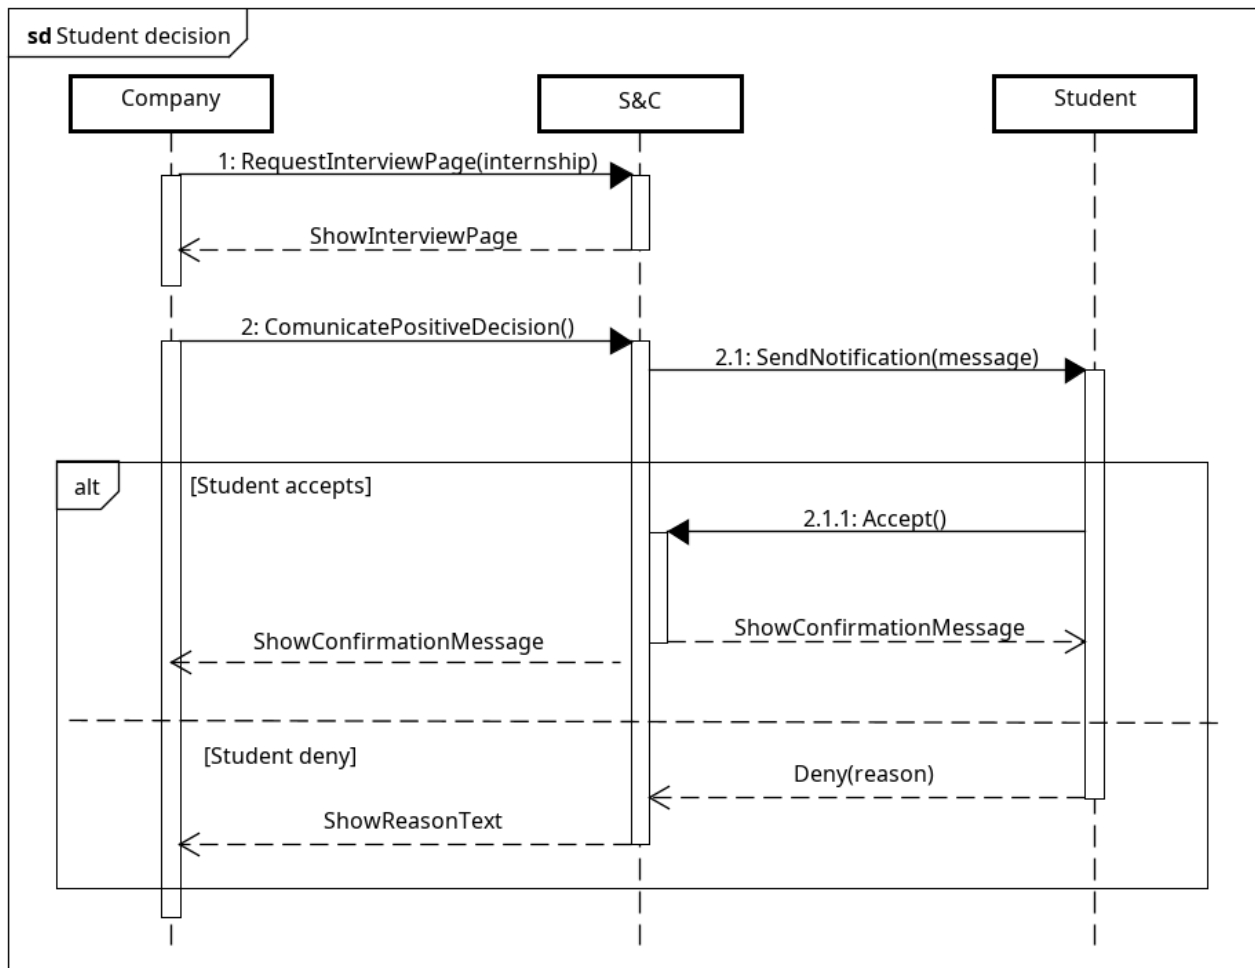 sd Student decision
Company
S&C
Student
1: RequestInterviewPage(internship)
ShowInterviewPage
2: ComunicatePositiveDecision()
2.1: SendNotification(message)
alt
[Student accepts]
2.1.1: Accept()
ShowConfirmationMessage
ShowConfirmationMessage
[Student deny]
Deny(reason)
ShowReasonText